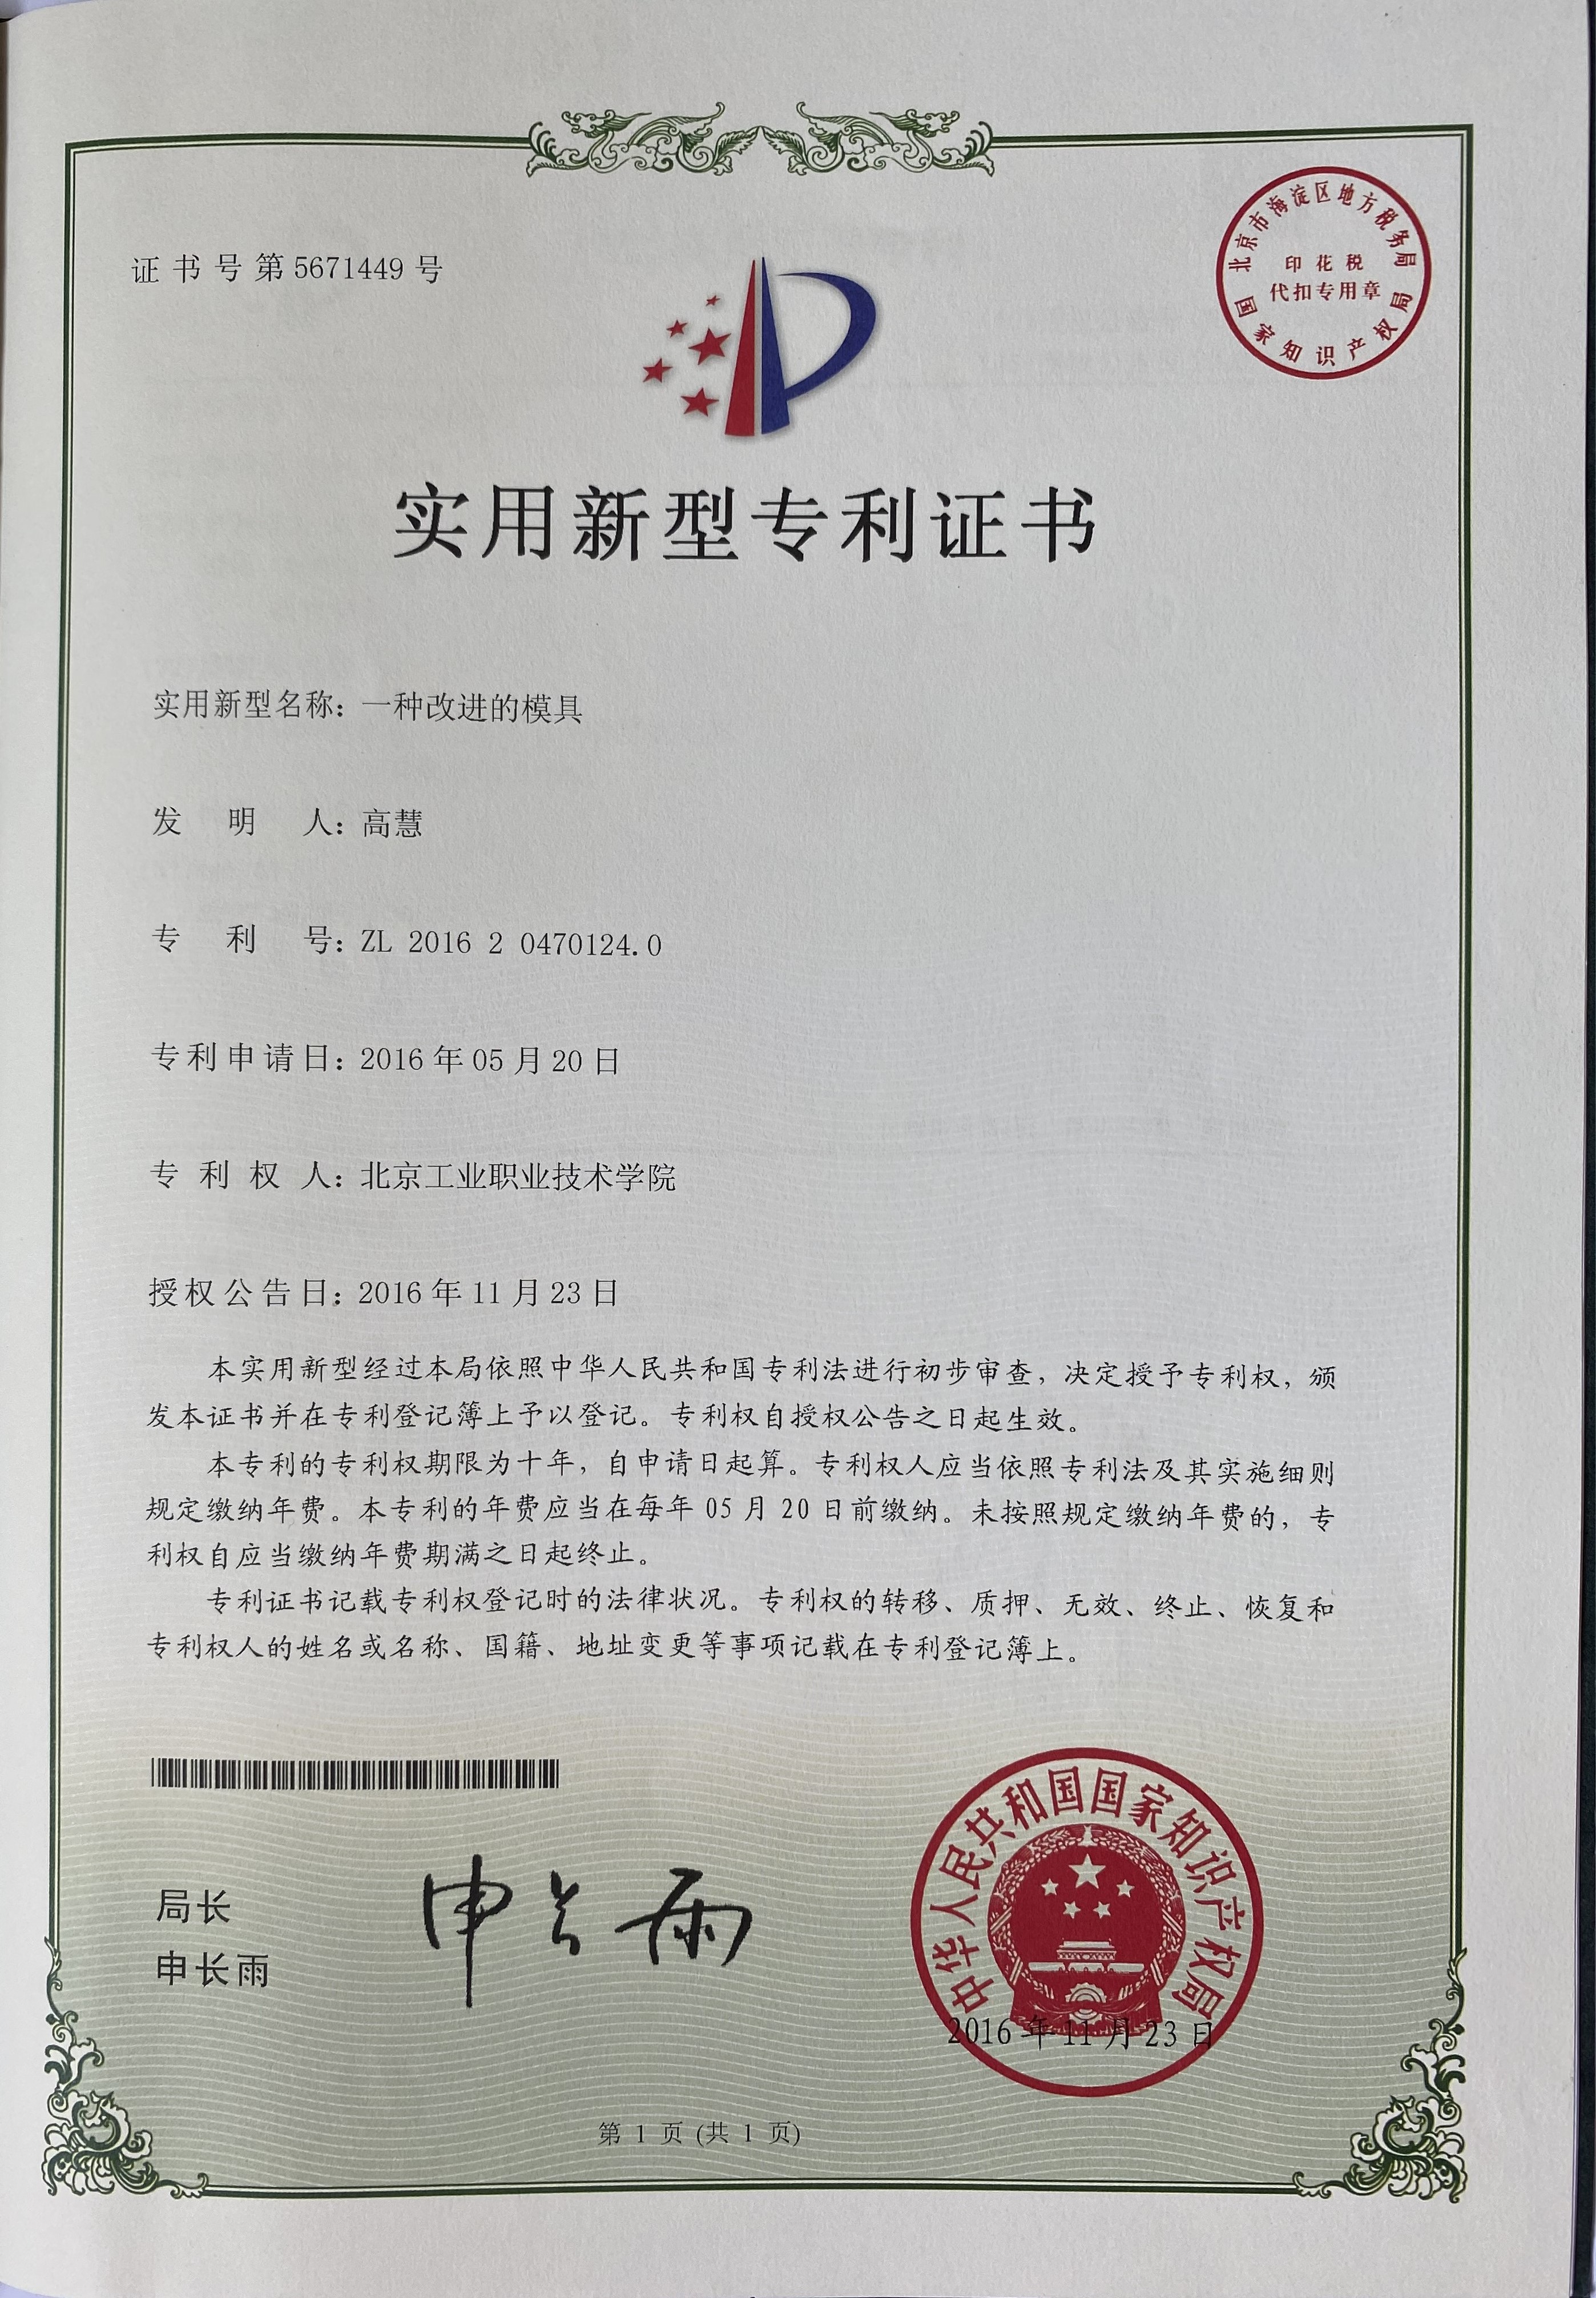 证书号第5671449号
北京市海淀区地方税务局
印花税
代扣专用章
国家知识产权局
实用新型专利证书
实用新型名称：一种改进的模具
发明人：高慧
专利号：ZL 2016 2 0470124.0
专利申请日：2016年05月20日
专利权人：北京工业职业技术学院
授权公告日：2016年11月23日
本实用新型经过本局依照中华人民共和国专利法进行初步审查，决定授予专利权，颁
发本证书并在专利登记簿上予以登记。专利权自授权公告之日起生效。
本专利的专利权期限为十年，自申请日起算。专利权人应当依照专利法及其实施细则
规定缴纳年费。本专利的年费应当在每年05月20日前缴纳。未按照规定缴纳年费的，专
利权自应当缴纳年费期满之日起终止。
专利证书记载专利权登记时的法律状况。专利权的转移、质押、无效、终止、恢复和
专利权人的姓名或名称、国籍、地址变更等事项记载在专利登记簿上。
局长
申长雨
申长雨
中华人民共和国国家知识产权局
2016年11月23日
第1页(共1页)